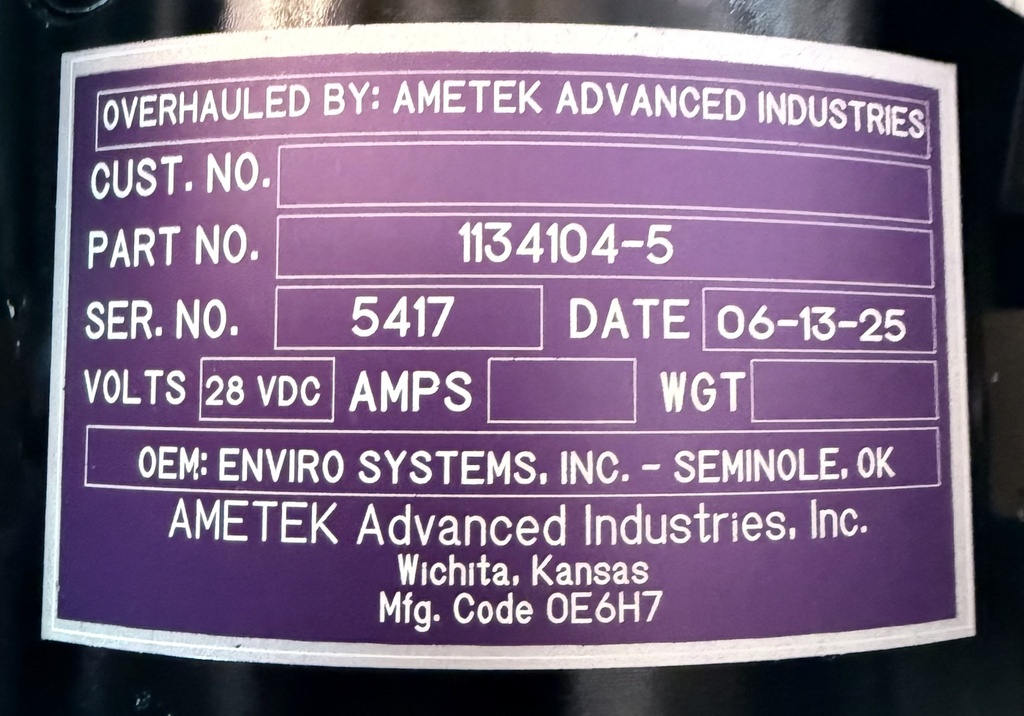 OVERHAULED BY: AMETEK ADVANCED INDUSTRIES
CUST. NO.
PART NO. 1134104-5
SER. NO. 5417 DATE 06-13-25
VOLTS 28 VDC AMPS WGT
OEM: ENVIRO SYSTEMS, INC. - SEMINOLE, OK
AMETEK Advanced Industries, Inc.
Wichita, Kansas
Mfg. Code 0E6H7